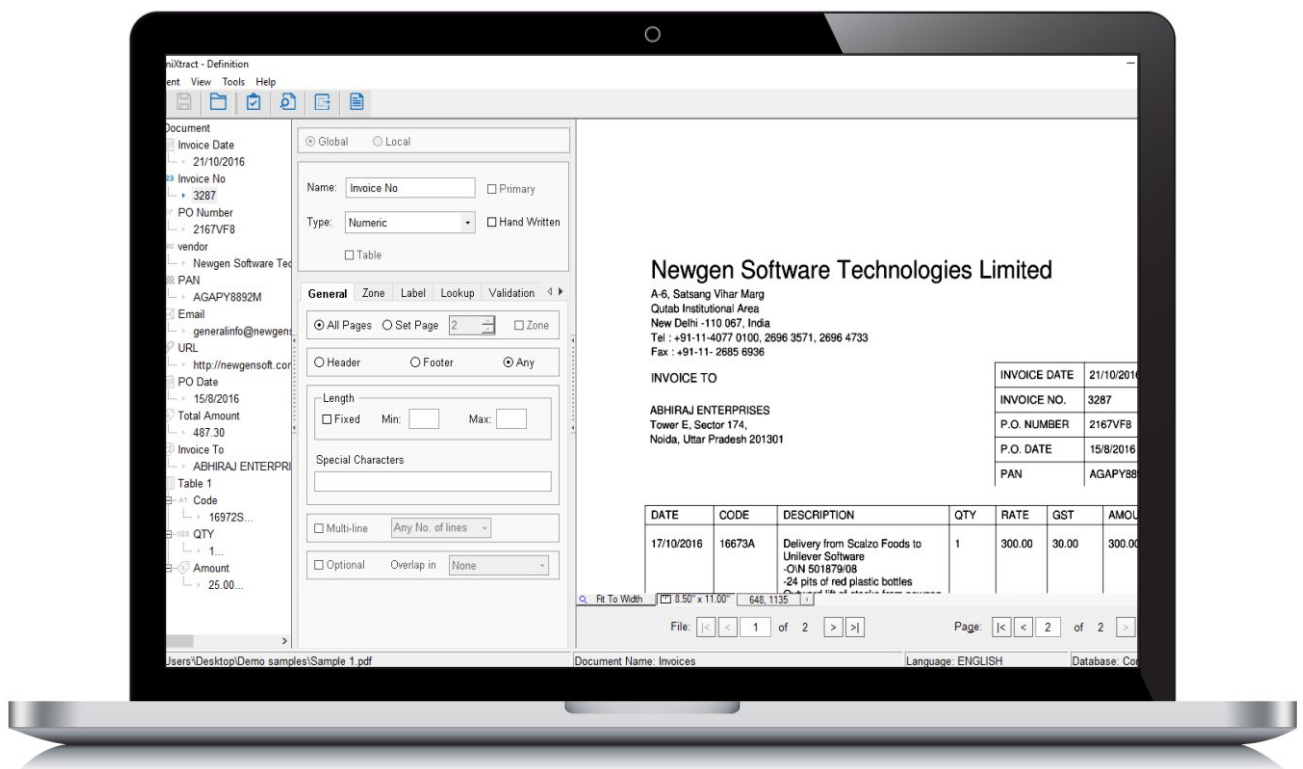 niXtract - Definition
ent View Tools Help
Document
Invoice Date
21/10/2016
Invoice No
3287
PO Number
2167VF8
vendor
Newgen Software Tec
PAN
AGAPY8892M
Email
generalinfo@newgens
URL
http://newgensoft.cor
PO Date
15/8/2016
Total Amount
487.30
Invoice To
ABHIRAJ ENTERPRI
Table 1
Code
16972S...
QTY
1...
Amount
25.00...
Global Local
Name: Invoice No Primary
Type: Numeric Hand Written
Table
General Zone Label Lookup Validation
All Pages Set Page 2 Zone
Header Footer Any
Length
Fixed Min: Max:
Special Characters
Multi-line Any No. of lines
Optional Overlap in None
Newgen Software Technologies Limited
A-6, Satsang Vihar Marg
Qutab Institutional Area
New Delhi -110 067, India
Tel : +91-11-4077 0100, 2696 3571, 2696 4733
Fax : +91-11- 2685 6936
INVOICE TO
ABHIRAJ ENTERPRISES
Tower E, Sector 174,
Noida, Uttar Pradesh 201301
INVOICE DATE 21/10/2016
INVOICE NO. 3287
P.O. NUMBER 2167VF8
P.O. DATE 15/8/2016
PAN AGAPY889
DATE CODE DESCRIPTION QTY RATE GST AMOU
17/10/2016 16673A Delivery from Scalzo Foods to 1 300.00 30.00 300.00
Unilever Software
-O\N 501879/08
-24 pits of red plastic bottles
Fit To Width 8.50" x 11.00" 648, 1135
File: |< < 1 of 2 > >| Page: |< < 2 of 2 >
Users\Desktop\Demo samples\Sample 1.pdf Document Name: Invoices Language: ENGLISH Database: Cor